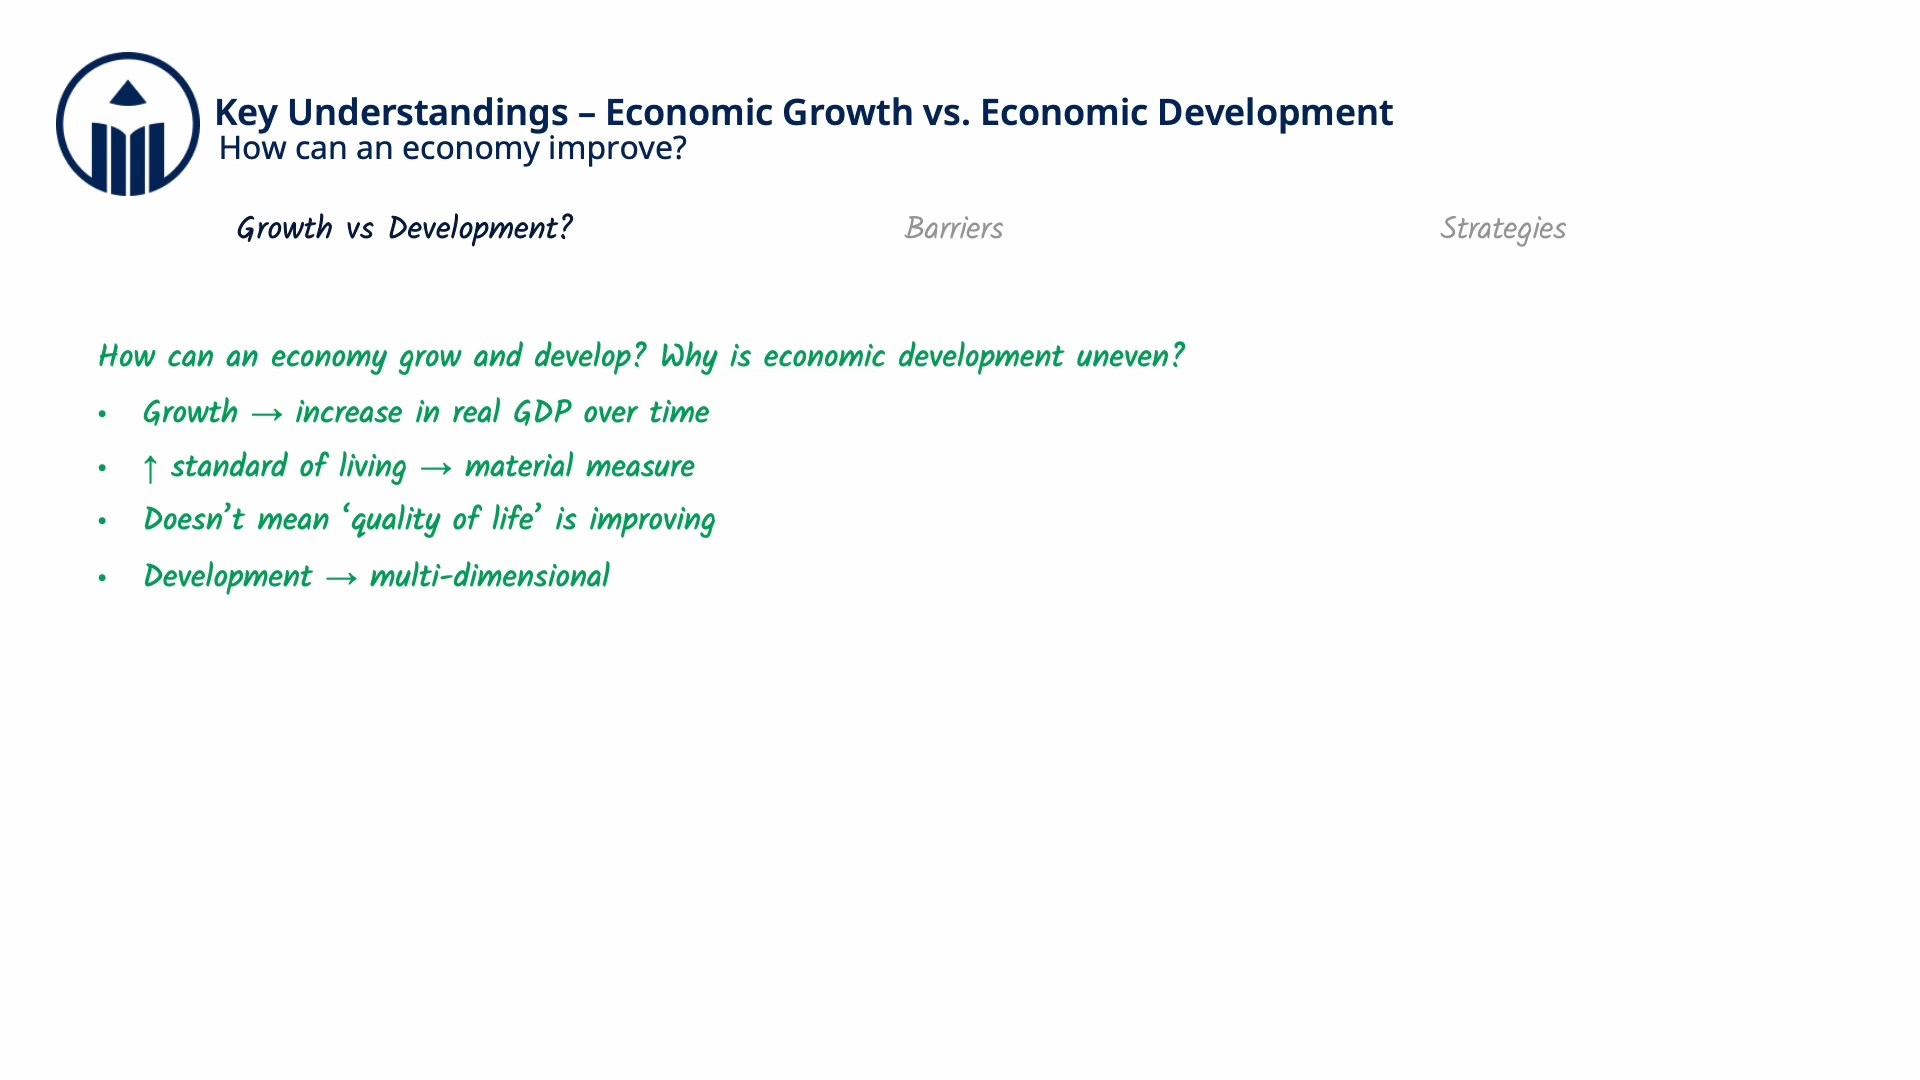 Key Understandings – Economic Growth vs. Economic Development
How can an economy improve?
Growth vs Development? Barriers Strategies
How can an economy grow and develop? Why is economic development uneven?
• Growth → increase in real GDP over time
• ↑ standard of living → material measure
• Doesn’t mean ‘quality of life’ is improving
• Development → multi-dimensional